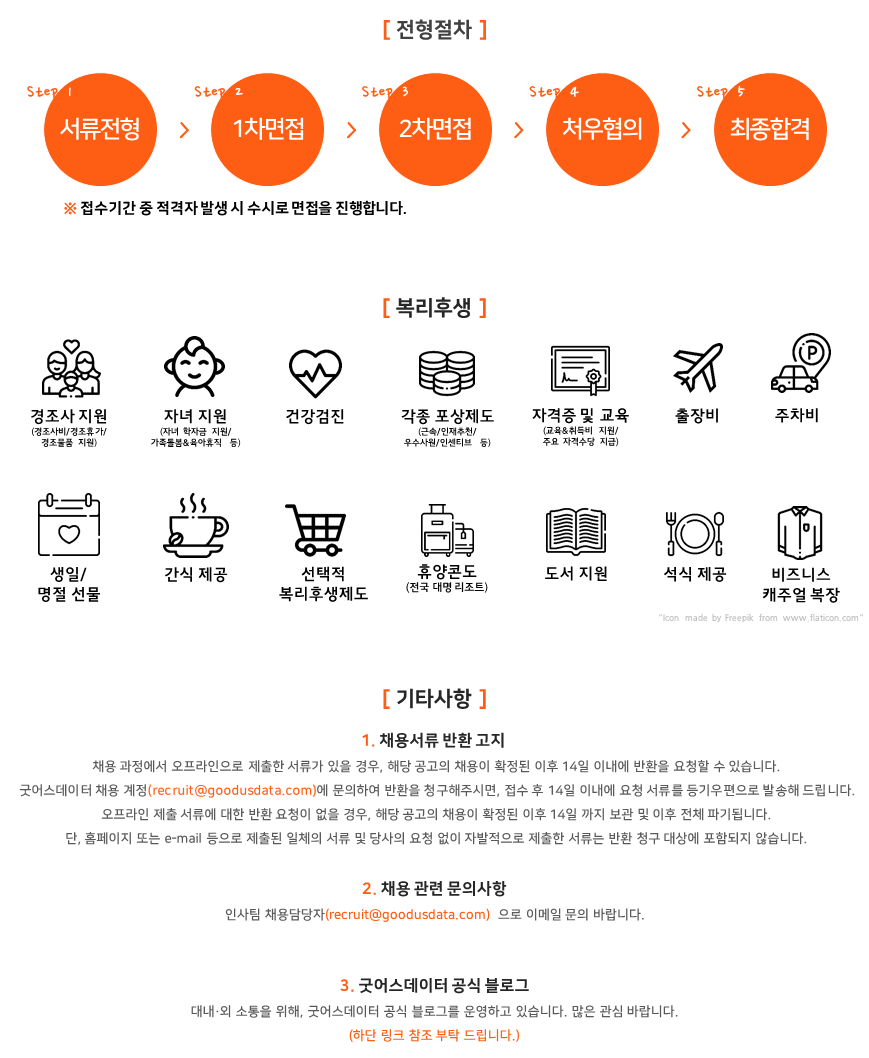 [ 전형절차 ]
Step 1 Step 2 Step 3 Step 4 Step 5
서류전형 > 1차면접 > 2차면접 > 처우협의 > 최종합격
※ 접수기간 중 적격자 발생 시 수시로 면접을 진행합니다.
[ 복리후생 ]
P
경조사 지원
(경조사비/경조휴가/
경조물품 지원)
자녀 지원
(자녀 학자금 지원/
가족돌봄&육아휴직 등)
건강검진
각종 포상제도
(근속/인재추천/
우수사원/인센티브 등)
자격증 및 교육
(교육&취득비 지원/
주요 자격수당 지급)
출장비
주차비
생일/
명절 선물
간식 제공
선택적
복리후생제도
휴양콘도
(전국 대명 리조트)
도서 지원
석식 제공
비즈니스
캐주얼 복장
"Icon made by Freepik from www.flaticon.com"
[ 기타사항 ]
1. 채용서류 반환 고지
채용 과정에서 오프라인으로 제출한 서류가 있을 경우, 해당 공고의 채용이 확정된 이후 14일 이내에 반환을 요청할 수 있습니다.
굿어스데이터 채용 계정(recruit@goodusdata.com)에 문의하여 반환을 청구해주시면, 접수 후 14일 이내에 요청 서류를 등기우편으로 발송해 드립니다.
오프라인 제출 서류에 대한 반환 요청이 없을 경우, 해당 공고의 채용이 확정된 이후 14일 까지 보관 및 이후 전체 파기됩니다.
단, 홈페이지 또는 e-mail 등으로 제출된 일체의 서류 및 당사의 요청 없이 자발적으로 제출한 서류는 반환 청구 대상에 포함되지 않습니다.
2. 채용 관련 문의사항
인사팀 채용담당자(recruit@goodusdata.com) 으로 이메일 문의 바랍니다.
3. 굿어스데이터 공식 블로그
대내·외 소통을 위해, 굿어스데이터 공식 블로그를 운영하고 있습니다. 많은 관심 바랍니다.
(하단 링크 참조 부탁 드립니다.)